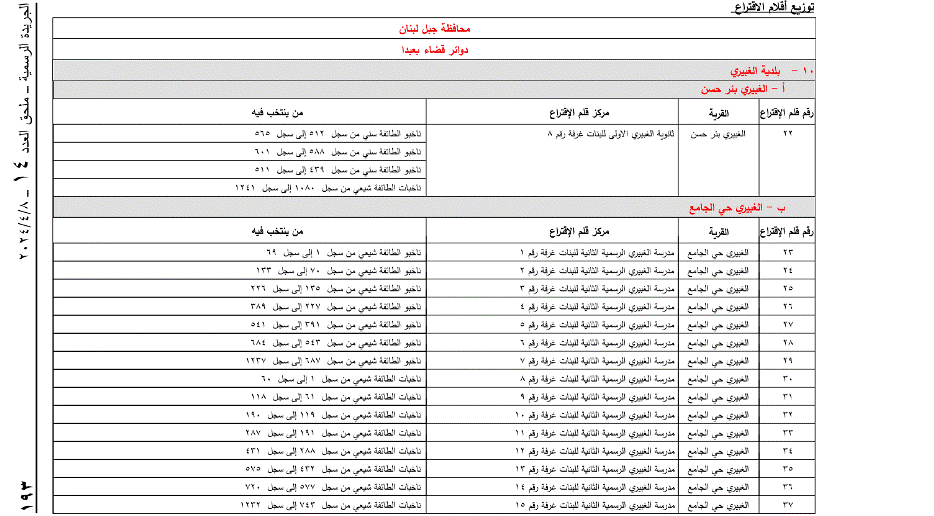 توزيع أقلام الاقتراع
محافظة جبل لبنان
دوائر قضاء بعبدا
١٠ - بلدية الغبيري
أ - الغبيري بئر حسن
رقم قلم الإقتراع القرية مركز قلم الإقتراع من ينتخب فيه
٢٢ الغبيري بئر حسن ثانوية الغبيري الاولى للبنات غرفة رقم ٨ ناخبو الطائفة سني من سجل ٥١٢ إلى سجل ٥٦٥
ناخبو الطائفة سني من سجل ٥٨٨ إلى سجل ٦٠١
ناخبو الطائفة سني من سجل ٤٣٩ إلى سجل ٥١١
ناخبات الطائفة شيعي من سجل ١٠٨٠ إلى سجل ١٢٤١
ب - الغبيري حي الجامع
رقم قلم الإقتراع القرية مركز قلم الإقتراع من ينتخب فيه
٢٣ الغبيري حي الجامع مدرسة الغبيري الرسمية الثانية للبنات غرفة رقم ١ ناخبو الطائفة شيعي من سجل ١ إلى سجل ٦٩
٢٤ الغبيري حي الجامع مدرسة الغبيري الرسمية الثانية للبنات غرفة رقم ٢ ناخبو الطائفة شيعي من سجل ٧٠ إلى سجل ١٣٣
٢٥ الغبيري حي الجامع مدرسة الغبيري الرسمية الثانية للبنات غرفة رقم ٣ ناخبو الطائفة شيعي من سجل ١٣٥ إلى سجل ٢٢٦
٢٦ الغبيري حي الجامع مدرسة الغبيري الرسمية الثانية للبنات غرفة رقم ٤ ناخبو الطائفة شيعي من سجل ٢٢٧ إلى سجل ٣٨٩
٢٧ الغبيري حي الجامع مدرسة الغبيري الرسمية الثانية للبنات غرفة رقم ٥ ناخبو الطائفة شيعي من سجل ٣٩١ إلى سجل ٥٤١
٢٨ الغبيري حي الجامع مدرسة الغبيري الرسمية الثانية للبنات غرفة رقم ٦ ناخبو الطائفة شيعي من سجل ٥٤٣ إلى سجل ٦٨٤
٢٩ الغبيري حي الجامع مدرسة الغبيري الرسمية الثانية للبنات غرفة رقم ٧ ناخبو الطائفة شيعي من سجل ٦٨٧ إلى سجل ١٢٣٧
٣٠ الغبيري حي الجامع مدرسة الغبيري الرسمية الثانية للبنات غرفة رقم ٨ ناخبات الطائفة شيعي من سجل ١ إلى سجل ٦٠
٣١ الغبيري حي الجامع مدرسة الغبيري الرسمية الثانية للبنات غرفة رقم ٩ ناخبات الطائفة شيعي من سجل ٦١ إلى سجل ١١٨
٣٢ الغبيري حي الجامع مدرسة الغبيري الرسمية الثانية للبنات غرفة رقم ١٠ ناخبات الطائفة شيعي من سجل ١١٩ إلى سجل ١٩٠
٣٣ الغبيري حي الجامع مدرسة الغبيري الرسمية الثانية للبنات غرفة رقم ١١ ناخبات الطائفة شيعي من سجل ١٩١ إلى سجل ٢٨٧
٣٤ الغبيري حي الجامع مدرسة الغبيري الرسمية الثانية للبنات غرفة رقم ١٢ ناخبات الطائفة شيعي من سجل ٢٨٨ إلى سجل ٤٣١
٣٥ الغبيري حي الجامع مدرسة الغبيري الرسمية الثانية للبنات غرفة رقم ١٣ ناخبات الطائفة شيعي من سجل ٤٣٢ إلى سجل ٥٧٥
٣٦ الغبيري حي الجامع مدرسة الغبيري الرسمية الثانية للبنات غرفة رقم ١٤ ناخبات الطائفة شيعي من سجل ٥٧٧ إلى سجل ٧٢٠
٣٧ الغبيري حي الجامع مدرسة الغبيري الرسمية الثانية للبنات غرفة رقم ١٥ ناخبات الطائفة شيعي من سجل ٧٤٣ إلى سجل ١٢٣٢
الجريدة الرسمية - ملحق العدد ١٤ - ٢٠٢٤/٤/٨
١٩٣